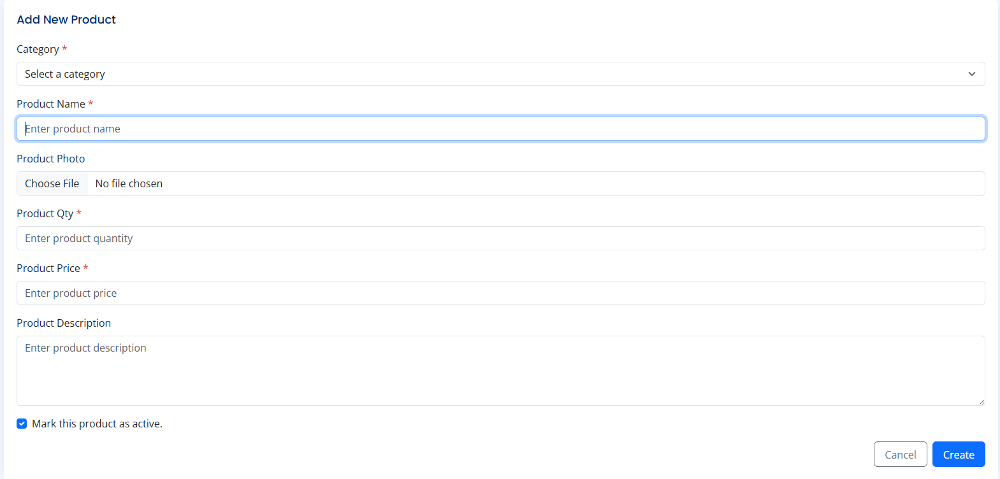 Add New Product
Category *
Select a category
Product Name *
Enter product name
Product Photo
Choose File No file chosen
Product Qty *
Enter product quantity
Product Price *
Enter product price
Product Description
Enter product description
Mark this product as active.
Cancel Create